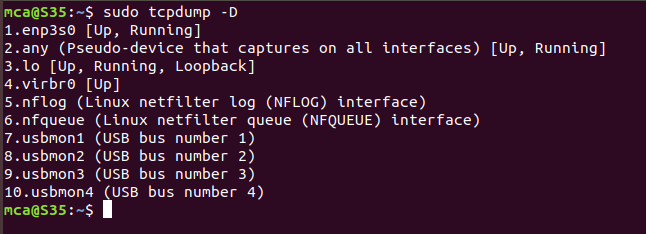 mca@S35:~$ sudo tcpdump -D
1.enp3s0 [Up, Running]
2.any (Pseudo-device that captures on all interfaces) [Up, Running]
3.lo [Up, Running, Loopback]
4.virbr0 [Up]
5.nflog (Linux netfilter log (NFLOG) interface)
6.nfqueue (Linux netfilter queue (NFQUEUE) interface)
7.usbmon1 (USB bus number 1)
8.usbmon2 (USB bus number 2)
9.usbmon3 (USB bus number 3)
10.usbmon4 (USB bus number 4)
mca@S35:~$